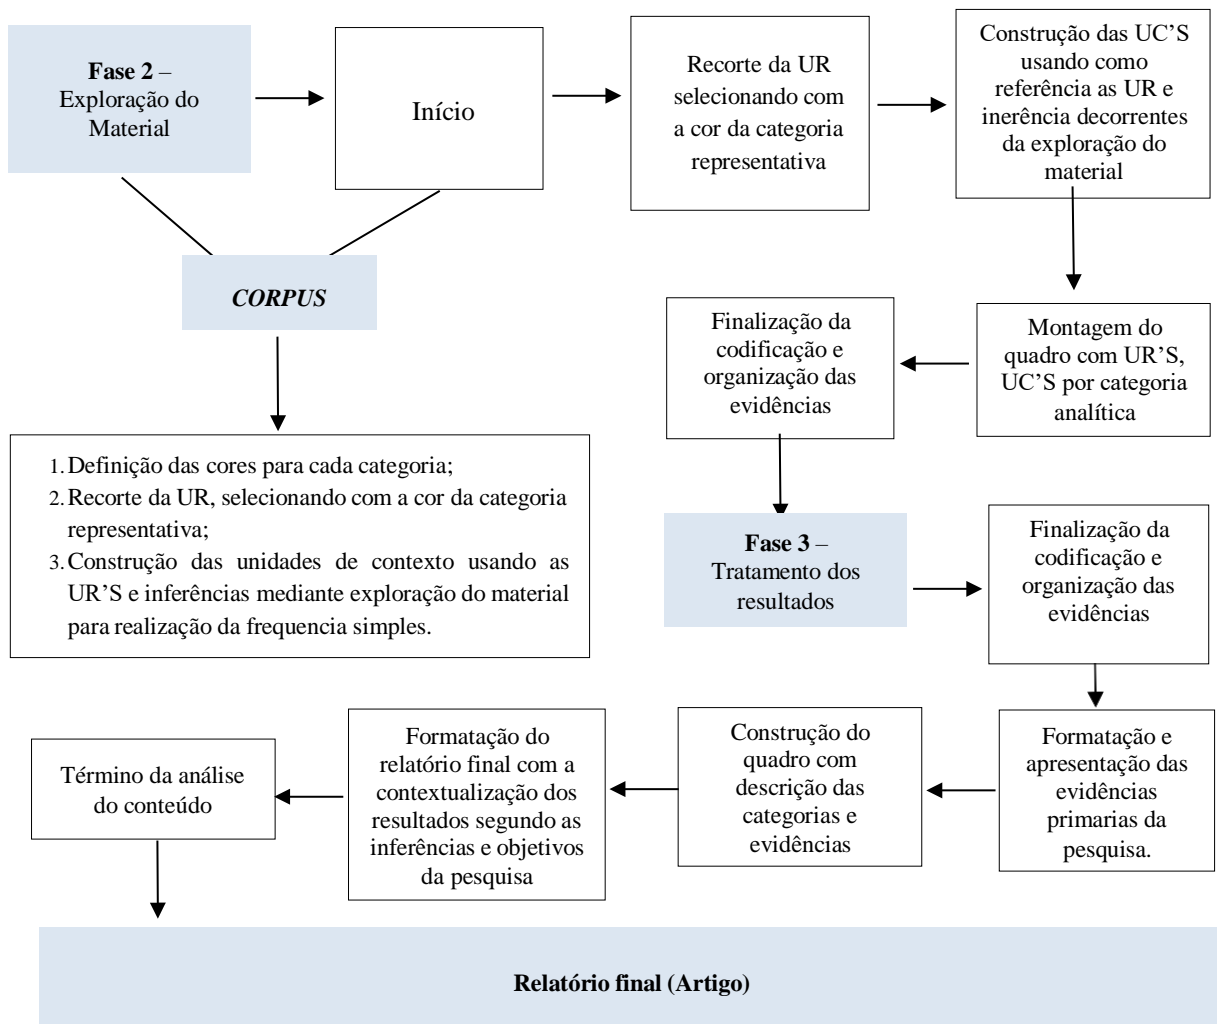 Fase 2 –
Exploração do
Material
Início
Recorte da UR
selecionando com
a cor da categoria
representativa
Construção das UC’S
usando como
referência as UR e
inerência decorrentes
da exploração do
material
CORPUS
Finalização da
codificação e
organização das
evidências
Montagem do
quadro com UR’S,
UC’S por categoria
analítica
1. Definição das cores para cada categoria;
2. Recorte da UR, selecionando com a cor da categoria
representativa;
3. Construção das unidades de contexto usando as
UR’S e inferências mediante exploração do material
para realização da frequencia simples.
Fase 3 –
Tratamento dos
resultados
Finalização da
codificação e
organização das
evidências
Término da análise
do conteúdo
Formatação do
relatório final com a
contextualização dos
resultados segundo as
inferências e objetivos
da pesquisa
Construção do
quadro com
descrição das
categorias e
evidências
Formatação e
apresentação das
evidências
primarias da
pesquisa.
Relatório final (Artigo)